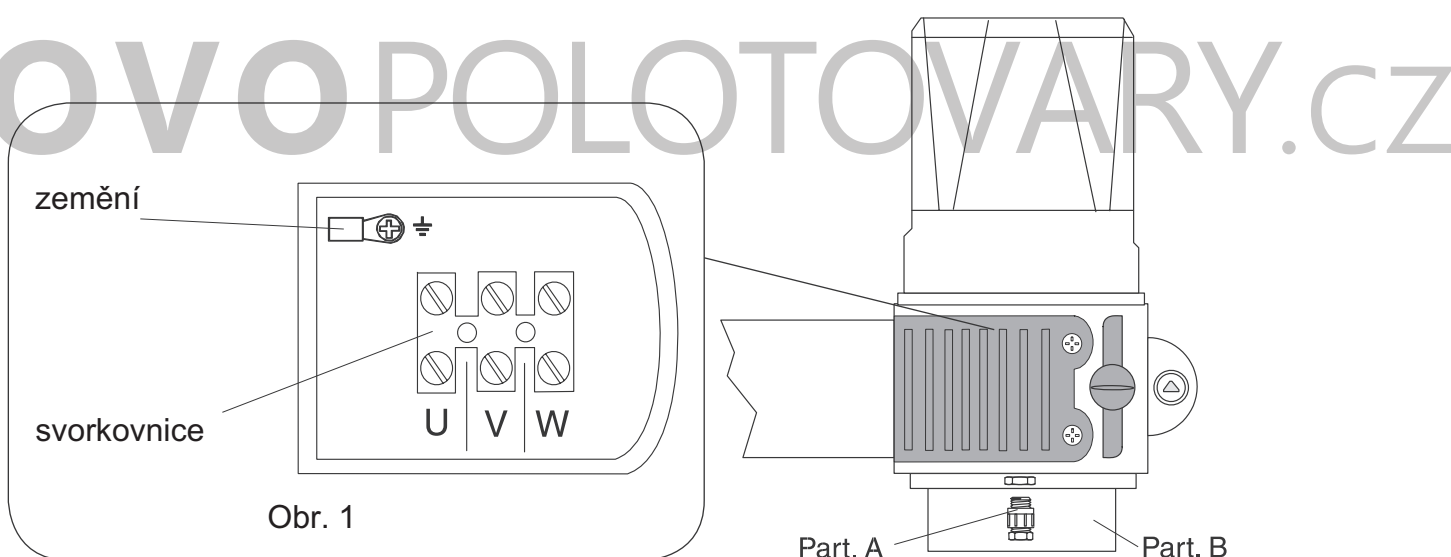 OVOPOLOTOVARY.CZ
zemění
svorkovnice
U V W
Obr. 1
Part. A
Part. B